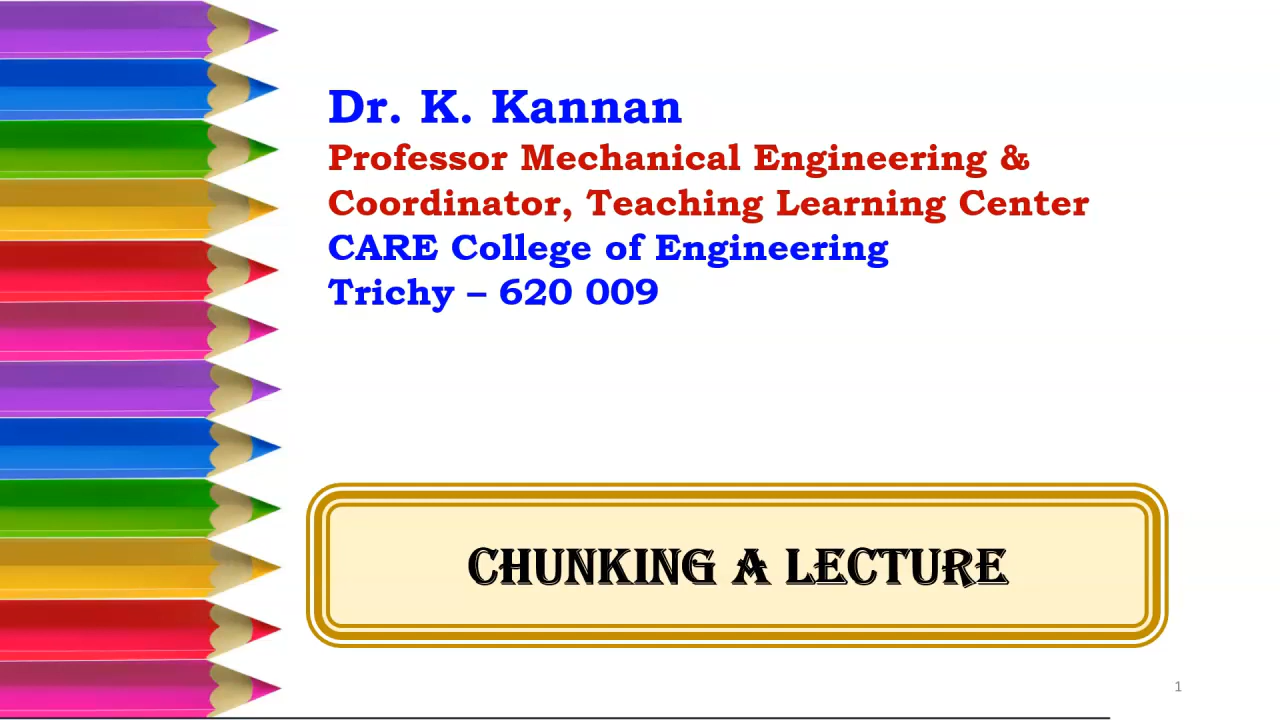 Dr. K. Kannan
Professor Mechanical Engineering &
Coordinator, Teaching Learning Center
CARE College of Engineering
Trichy – 620 009
CHUNKING A LECTURE
1